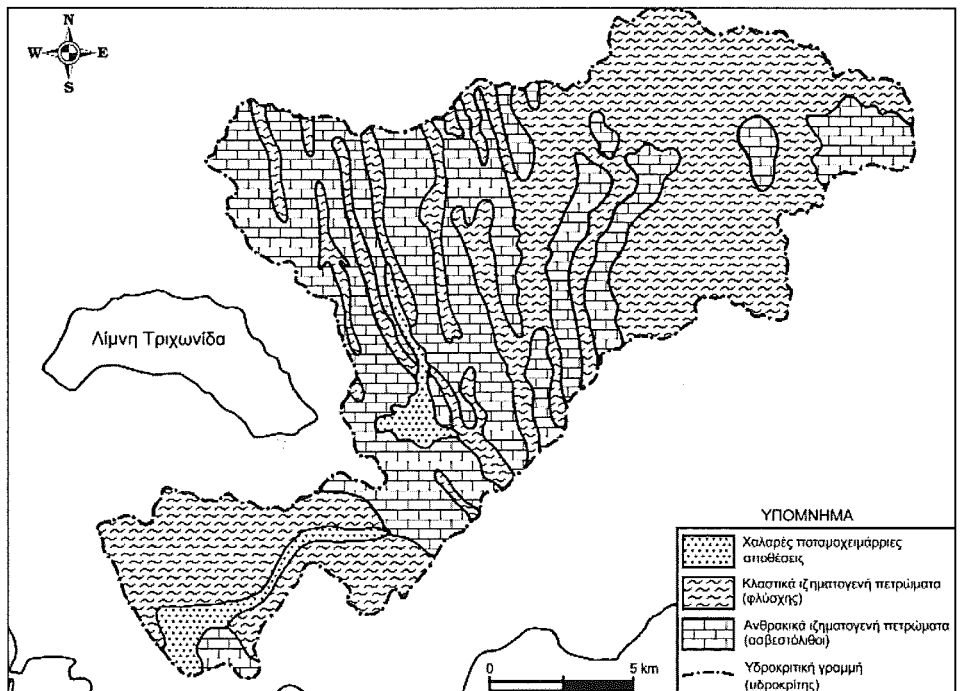 N
W E
S
Λίμνη Τριχωνίδα
ΥΠΟΜΝΗΜΑ
Χαλαρές ποταμοχειμάρριες
αποθέσεις
Κλαστικά ιζηματογενή πετρώματα
(φλύσχης)
Ανθρακικά ιζηματογενή πετρώματα
(ασβεστόλιθοι)
Υδροκριτική γραμμή
(υδροκρίτης)
0 5 km